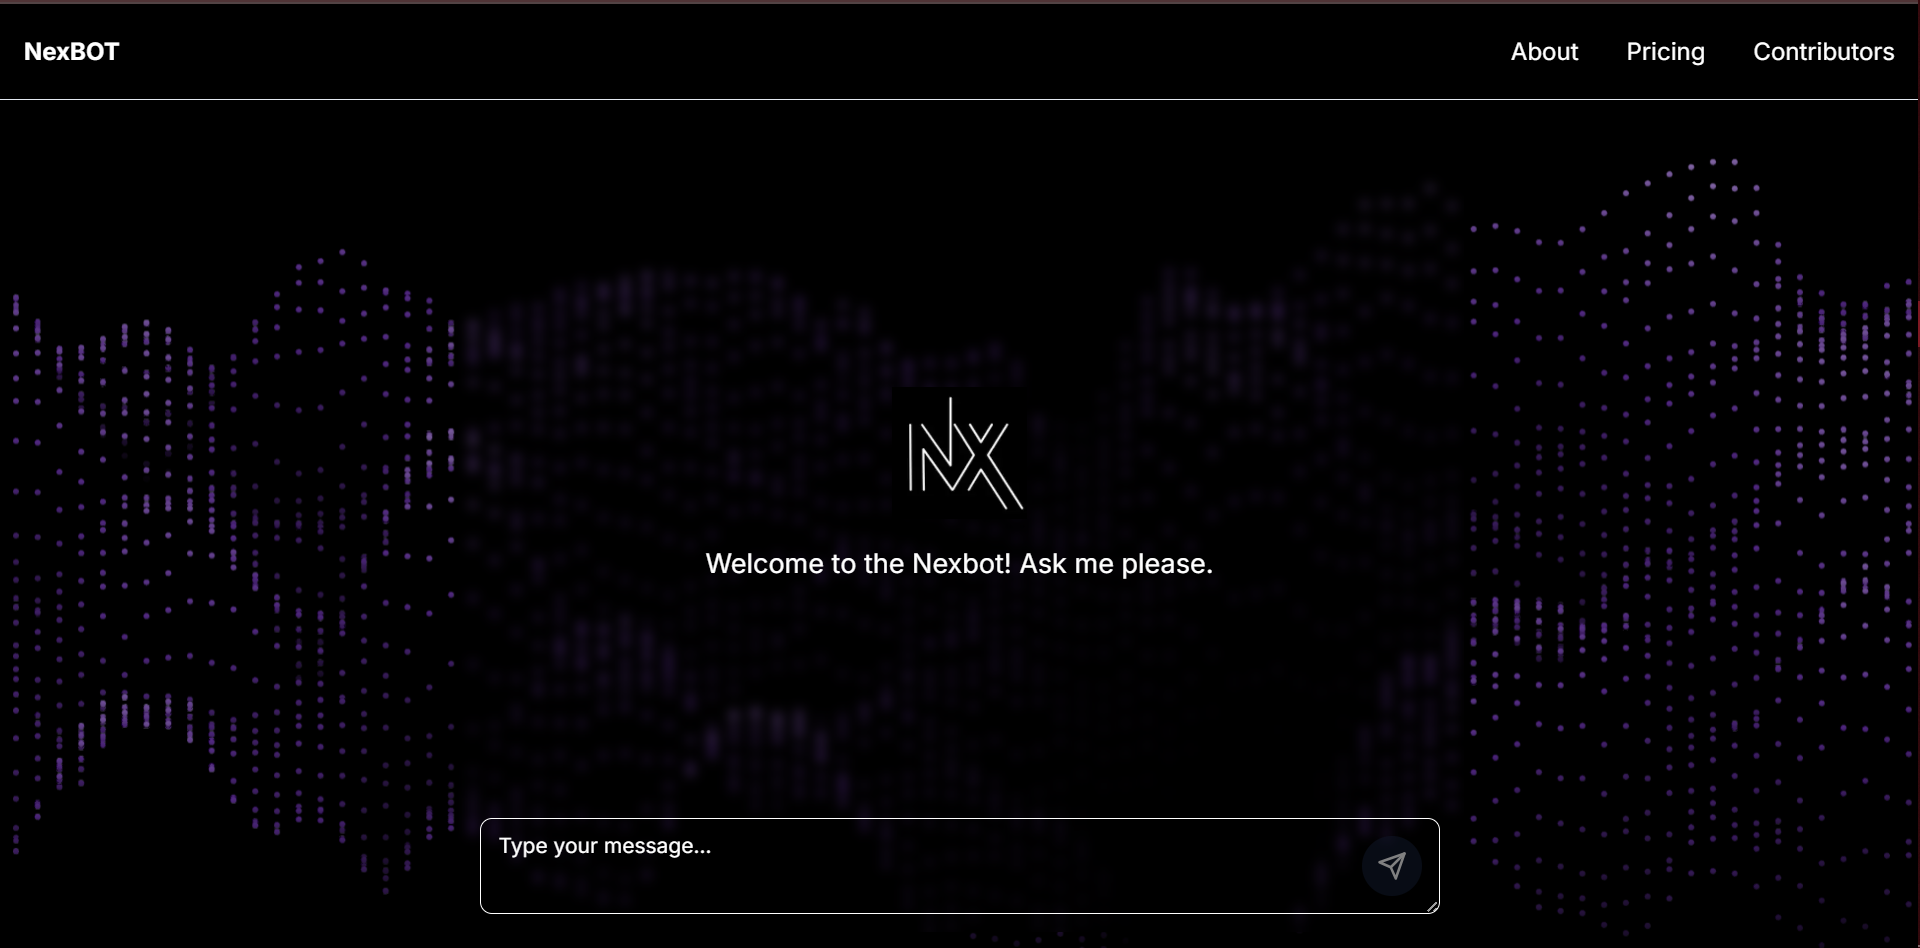 NexBOT
About Pricing Contributors
NX
Welcome to the Nexbot! Ask me please.
Type your message...